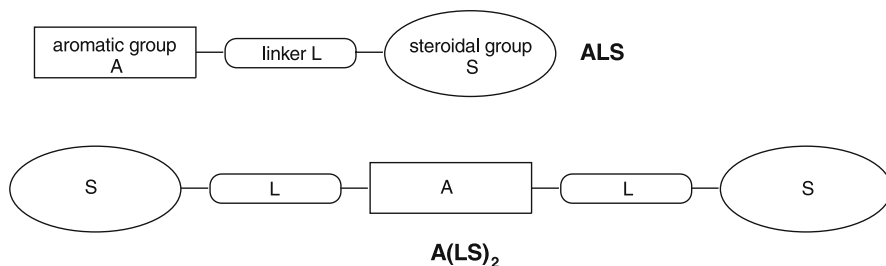 aromatic group
A
linker L
steroidal group
S
ALS
S
L
A
L
S
A(LS)₂